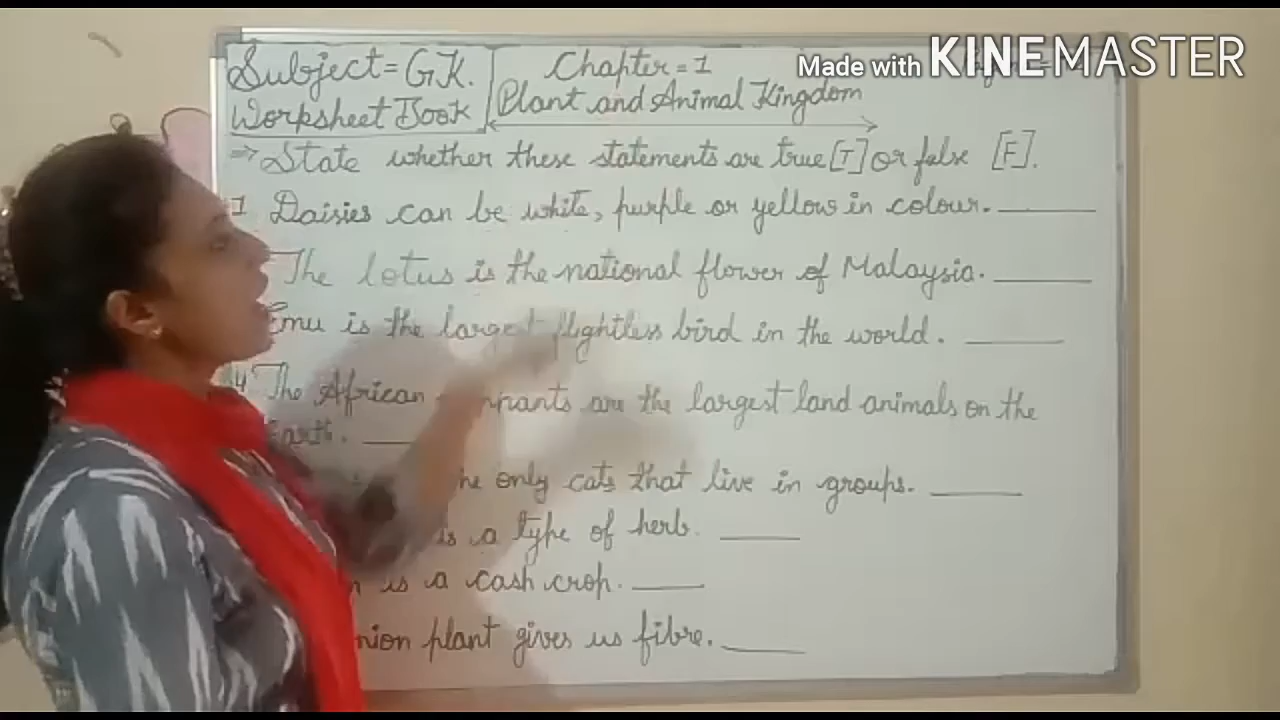 Subject = G.K.
Worksheet Book
Chapter = 1
Plant and Animal Kingdom
Made with KINEMASTER
⇒ State whether these statements are true [T] or false [F].
1 Daisies can be white, purple or yellow in colour. ______
The lotus is the national flower of Malaysia. ______
Emu is the largest flightless bird in the world. ______
4 The African are the largest land animals on the
Earth. ____
only cats that live in groups. ______
is a type of herb. ______
is a cash crop. ______
plant gives us fibre. ______